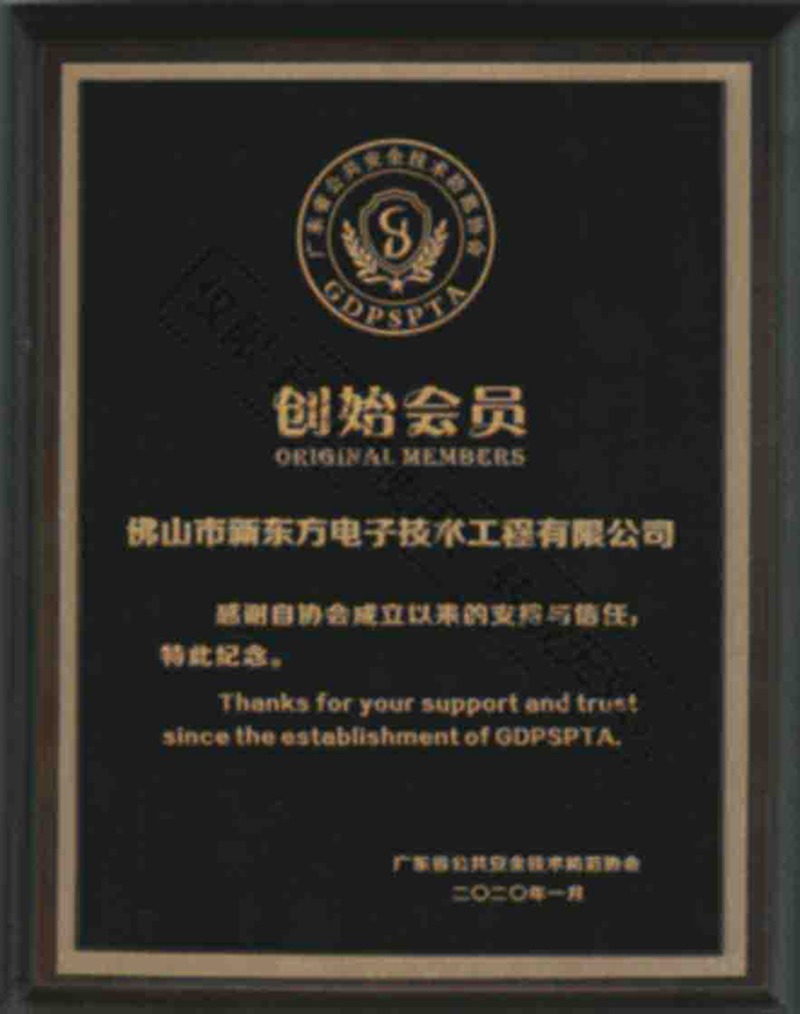 广东省公共安全技术防范协会
GDPSPTA
创始会员
ORIGINAL MEMBERS
佛山市新东方电子技术工程有限公司
感谢自协会成立以来的支持与信任，
特此纪念。
Thanks for your support and trust
since the establishment of GDPSPTA.
广东省公共安全技术防范协会
二〇二〇年一月